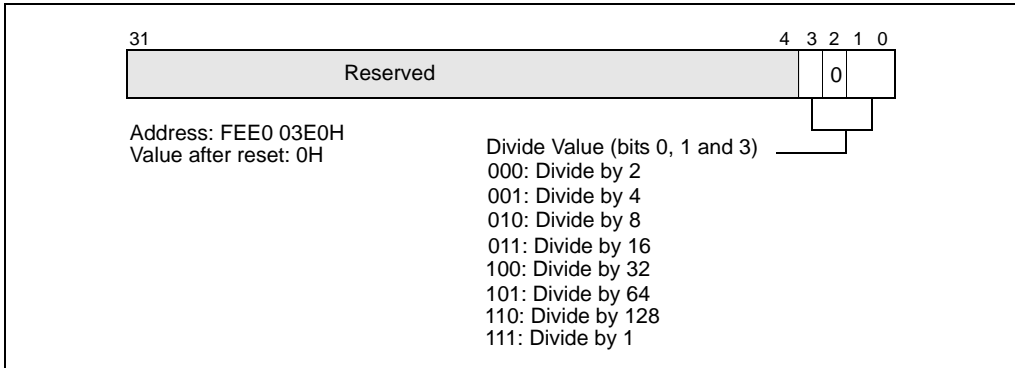 31 4 3 2 1 0
Reserved 0
Address: FEE0 03E0H
Value after reset: 0H
Divide Value (bits 0, 1 and 3)
000: Divide by 2
001: Divide by 4
010: Divide by 8
011: Divide by 16
100: Divide by 32
101: Divide by 64
110: Divide by 128
111: Divide by 1